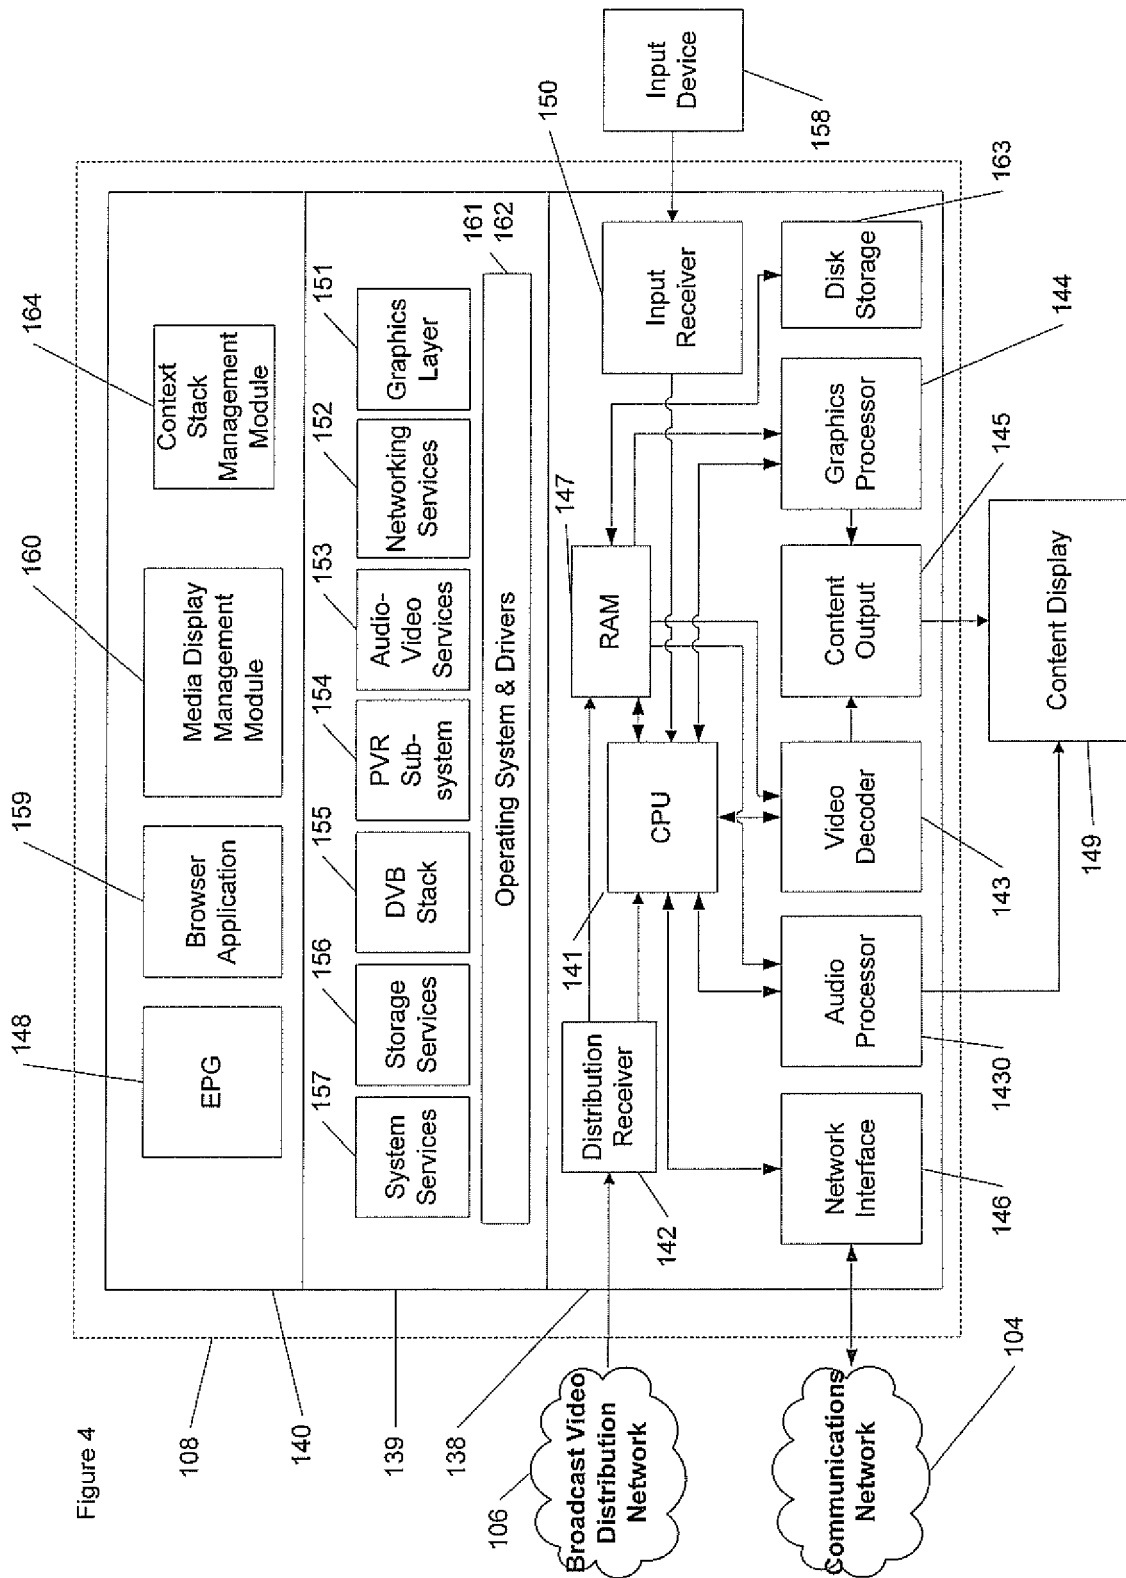 Figure 4
108
140
139
138
106
Broadcast Video
Distribution
Network
Communications
Network
104
148
159
160
164
EPG
Browser
Application
Media Display
Management
Module
Context
Stack
Management
Module
157
156
155
154
153
152
151
System
Services
Storage
Services
DVB
Stack
PVR
Sub-
system
Audio-
Video
Services
Networking
Services
Graphics
Layer
161
162
Operating System & Drivers
Distribution
Receiver
142
141
CPU
RAM
147
Input
Receiver
150
Input
Device
158
Network
Interface
146
Audio
Processor
1430
Video
Decoder
143
Content
Output
145
Graphics
Processor
144
Disk
Storage
163
Content Display
149